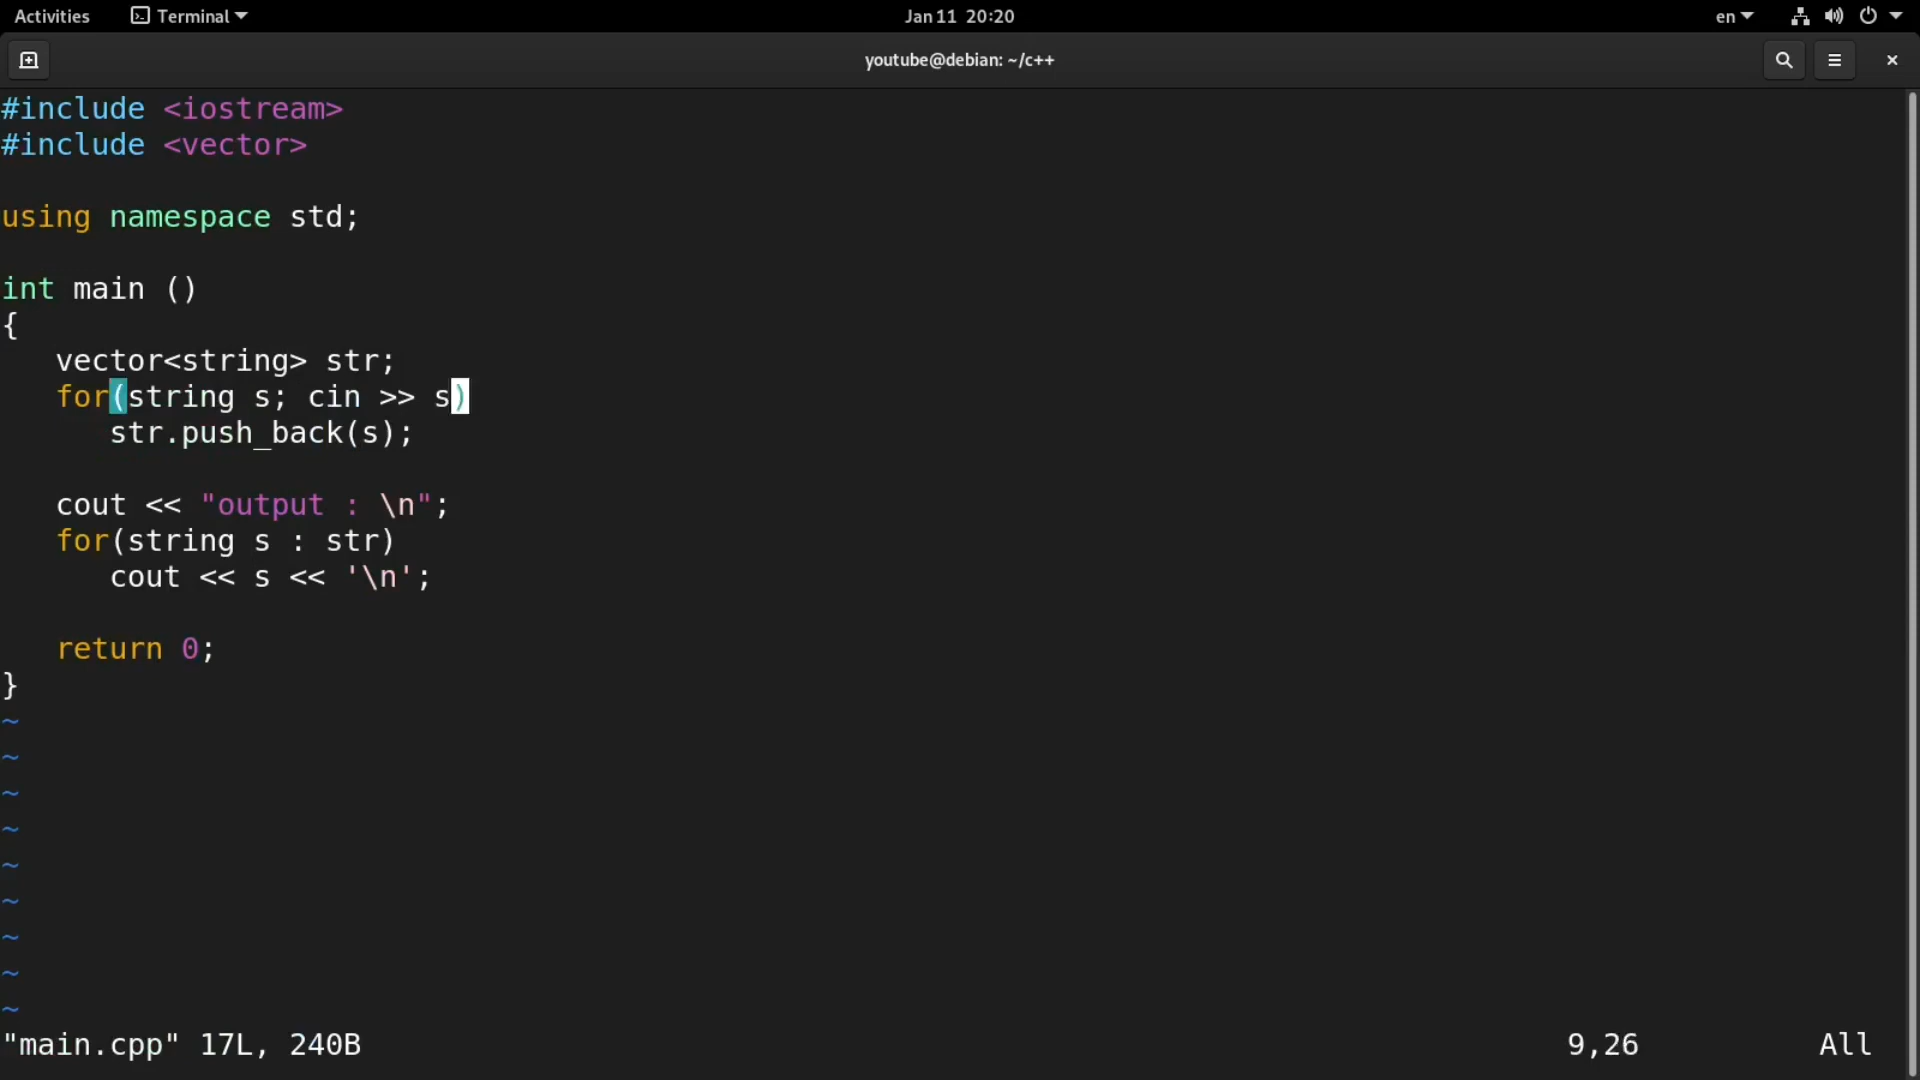 Activities Terminal Jan 11 20:20 en
youtube@debian: ~/c++
#include <iostream>
#include <vector>
using namespace std;
int main ()
{
vector<string> str;
for(string s; cin >> s)
str.push_back(s);
cout << "output : \n";
for(string s : str)
cout << s << '\n';
return 0;
}
~
~
~
~
~
~
~
~
~
"main.cpp" 17L, 240B 9,26 All